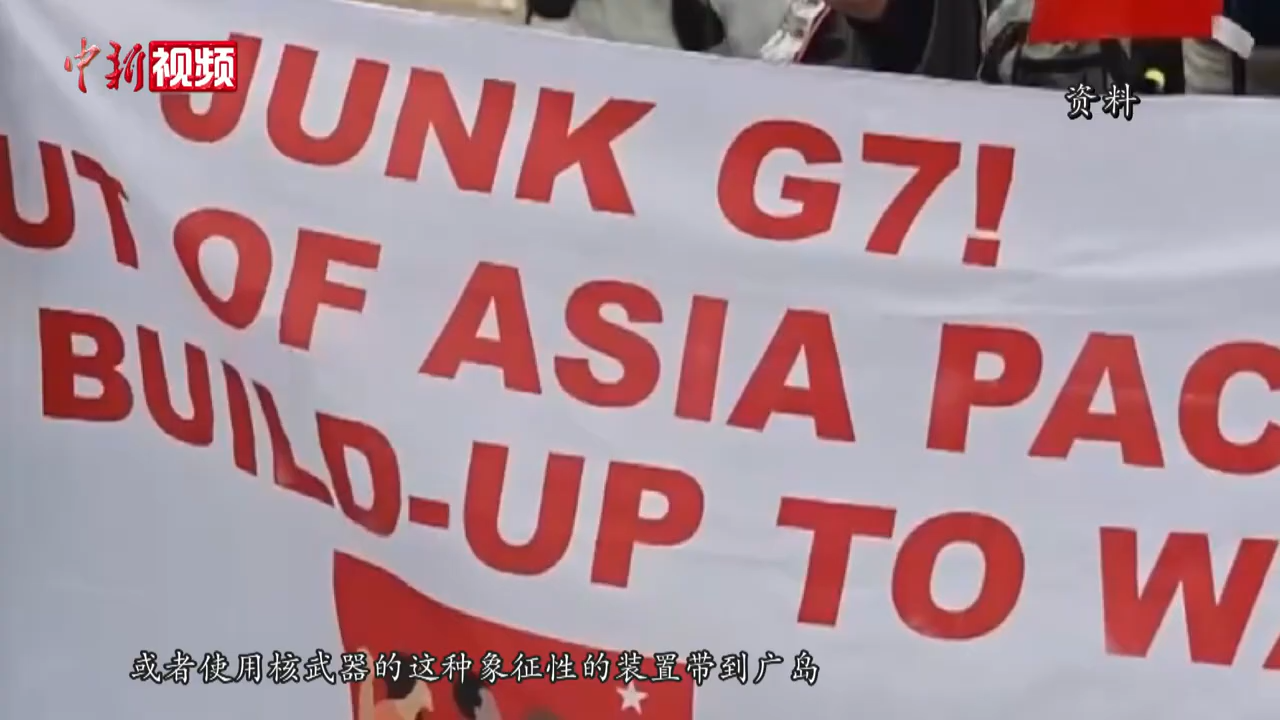 中新视频
资料
JUNK G7!
UT OF ASIA PAC
BUILD-UP TO WA
或者使用核武器的这种象征性的装置带到广岛